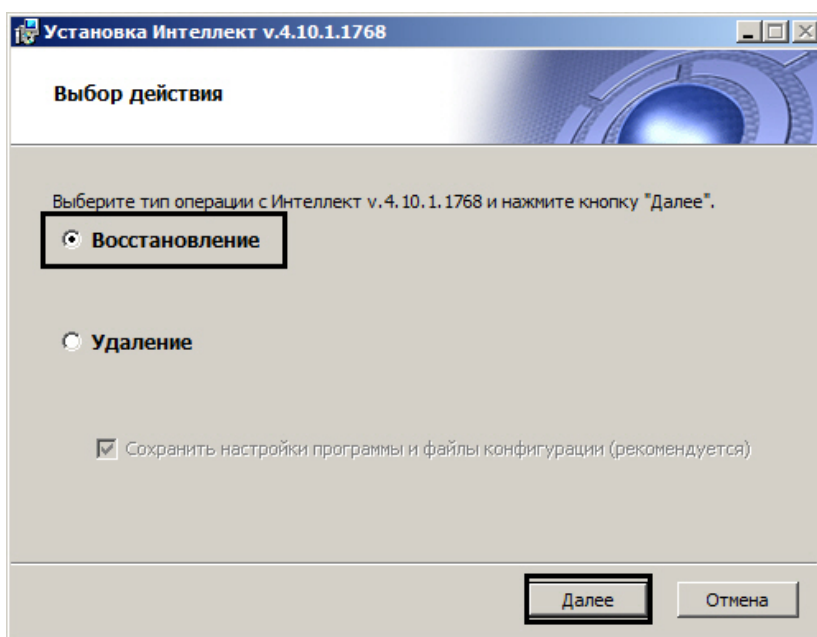 Установка Интеллект v.4.10.1.1768
Выбор действия
Выберите тип операции с Интеллект v.4.10.1.1768 и нажмите кнопку "Далее".
Восстановление
Удаление
Сохранить настройки программы и файлы конфигурации (рекомендуется)
Далее
Отмена